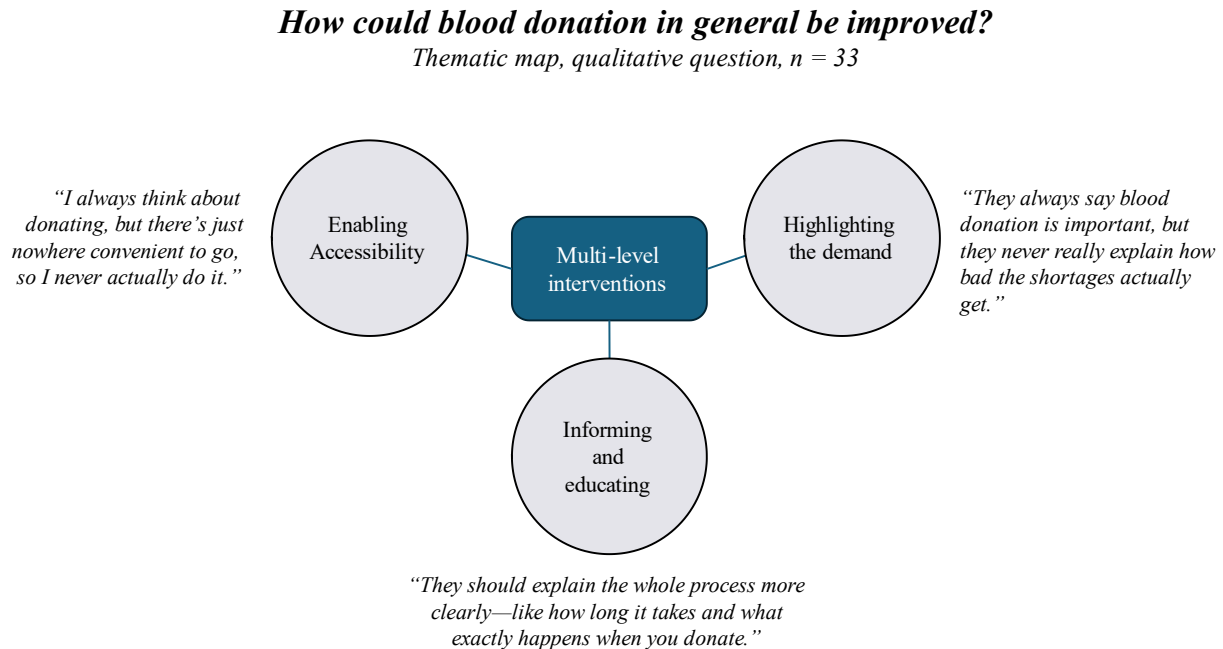 How could blood donation in general be improved?
Thematic map, qualitative question, n = 33
“I always think about
donating, but there’s just
nowhere convenient to go,
so I never actually do it.”
Enabling
Accessibility
Multi-level
interventions
Highlighting
the demand
“They always say blood
donation is important, but
they never really explain how
bad the shortages actually
get.”
Informing
and
educating
“They should explain the whole process more
clearly—like how long it takes and what
exactly happens when you donate.”